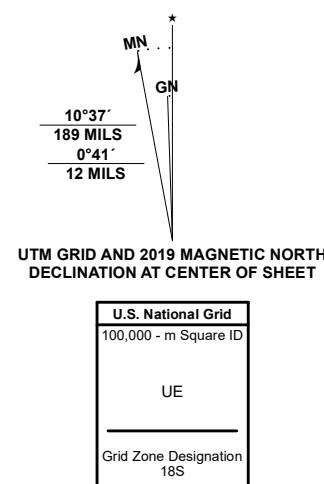 ★
MN
GN
10°37´
189 MILS
0°41´
12 MILS
UTM GRID AND 2019 MAGNETIC NORTH
DECLINATION AT CENTER OF SHEET
U.S. National Grid
100,000 - m Square ID
UE
Grid Zone Designation
18S